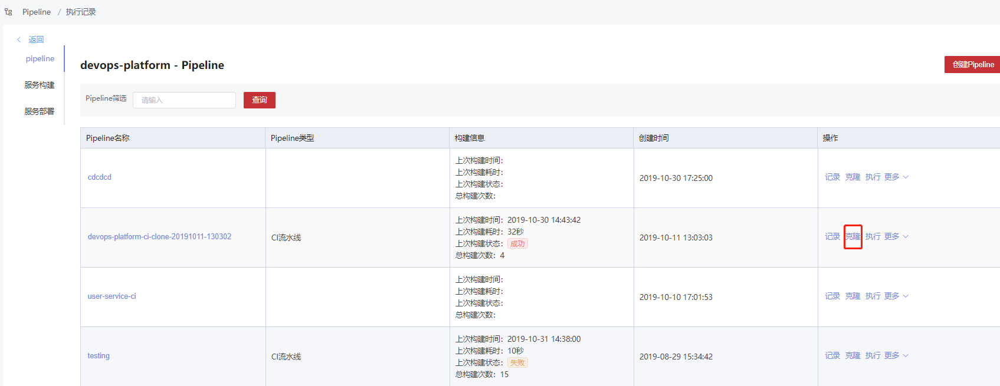 Pipeline / 执行记录
返回
pipeline
服务构建
服务部署
devops-platform - Pipeline
创建Pipeline
Pipeline筛选 请输入 查询
Pipeline名称 Pipeline类型 构建信息 创建时间 操作
cdcdcd
上次构建时间：
上次构建耗时：
上次构建状态：
总构建次数：
2019-10-30 17:25:00
记录 克隆 执行 更多
devops-platform-ci-clone-20191011-130302
CI流水线
上次构建时间：2019-10-30 14:43:42
上次构建耗时：32秒
上次构建状态：成功
总构建次数：4
2019-10-11 13:03:03
记录 克隆 执行 更多
user-service-ci
上次构建时间：
上次构建耗时：
上次构建状态：
总构建次数：
2019-10-10 17:01:53
记录 克隆 执行 更多
testing
CI流水线
上次构建时间：2019-10-31 14:38:00
上次构建耗时：10秒
上次构建状态：失败
总构建次数：15
2019-08-29 15:34:42
记录 克隆 执行 更多